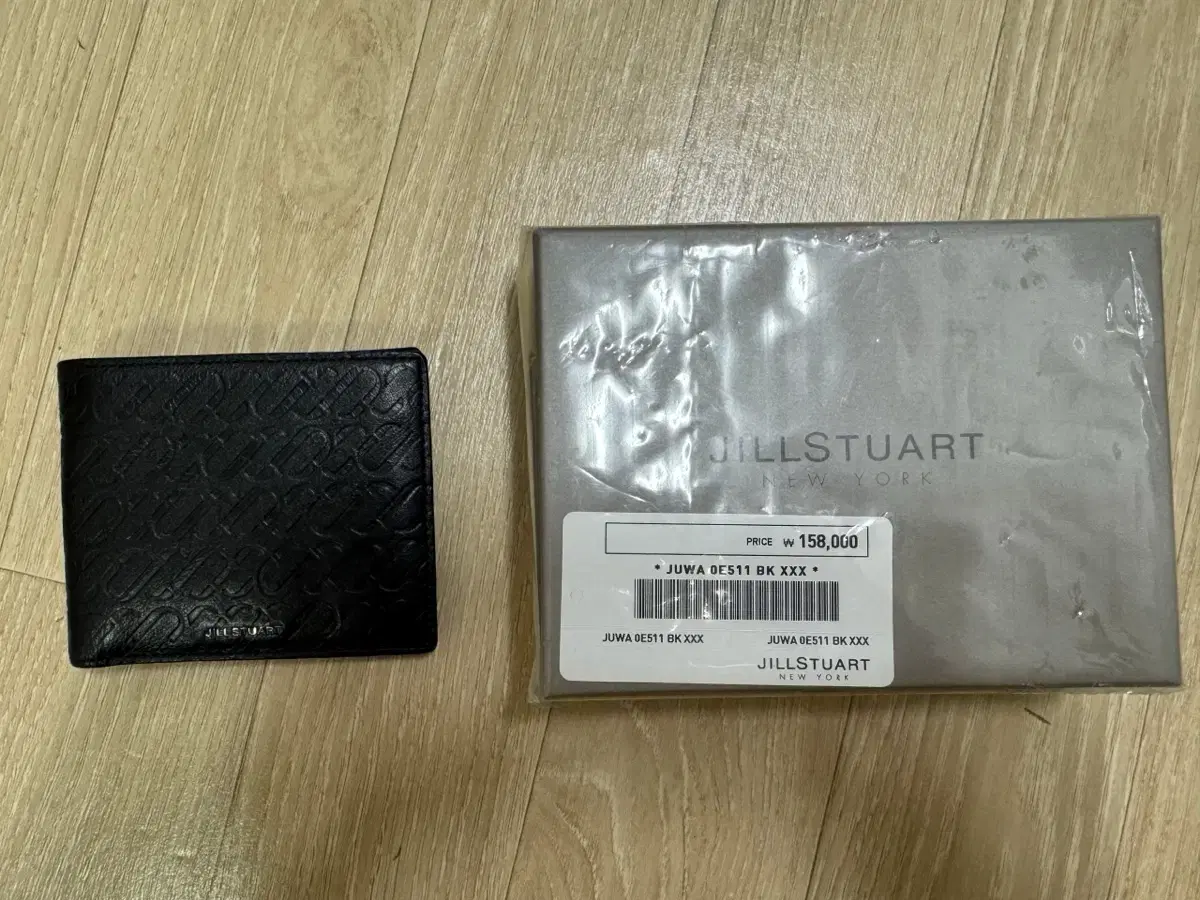 JILLSTUART
JILLSTUART
NEW YORK
PRICE ₩ 158,000
* JUWA 0E511 BK XXX *
JUWA 0E511 BK XXX JUWA 0E511 BK XXX
JILLSTUART
NEW YORK